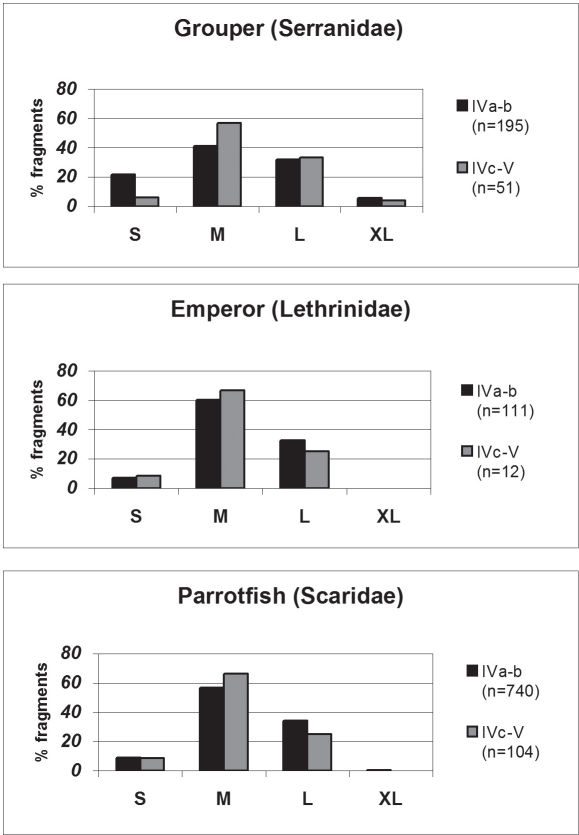 Grouper (Serranidae)
80
60
40
20
0
% fragments
S M L XL
IVa-b
(n=195)
IVc-V
(n=51)
Emperor (Lethrinidae)
80
60
40
20
0
% fragments
S M L XL
IVa-b
(n=111)
IVc-V
(n=12)
Parrotfish (Scaridae)
80
60
40
20
0
% fragments
S M L XL
IVa-b
(n=740)
IVc-V
(n=104)